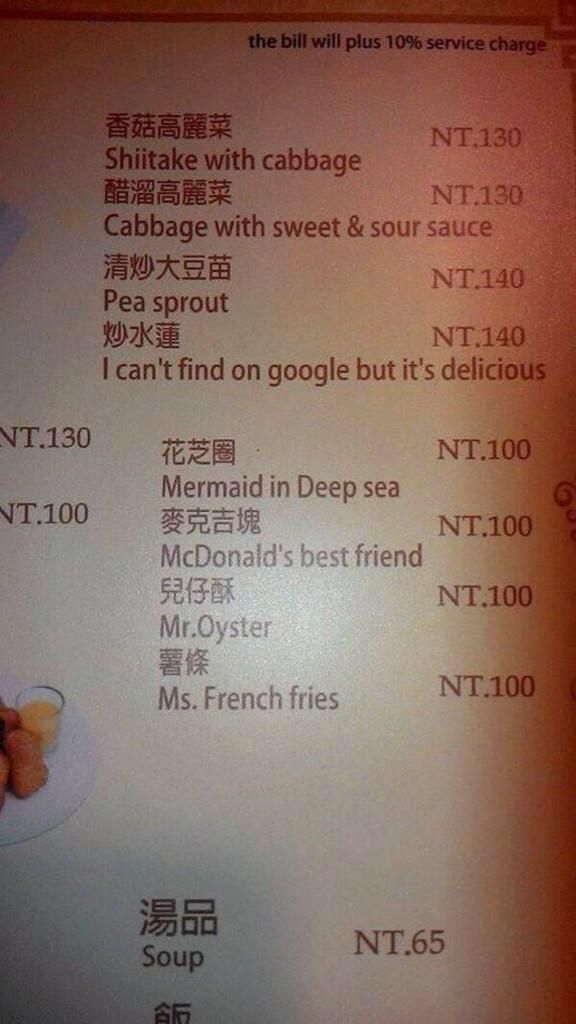 the bill will plus 10% service charge
香菇高麗菜 NT.130
Shiitake with cabbage
醋溜高麗菜 NT.130
Cabbage with sweet & sour sauce
清炒大豆苗 NT.140
Pea sprout
炒水蓮 NT.140
I can't find on google but it's delicious
NT.130
花芝圈 NT.100
Mermaid in Deep sea
NT.100
麥克吉塊 NT.100
McDonald's best friend
兒仔酥 NT.100
Mr.Oyster
薯條 NT.100
Ms. French fries
湯品 NT.65
Soup
飯